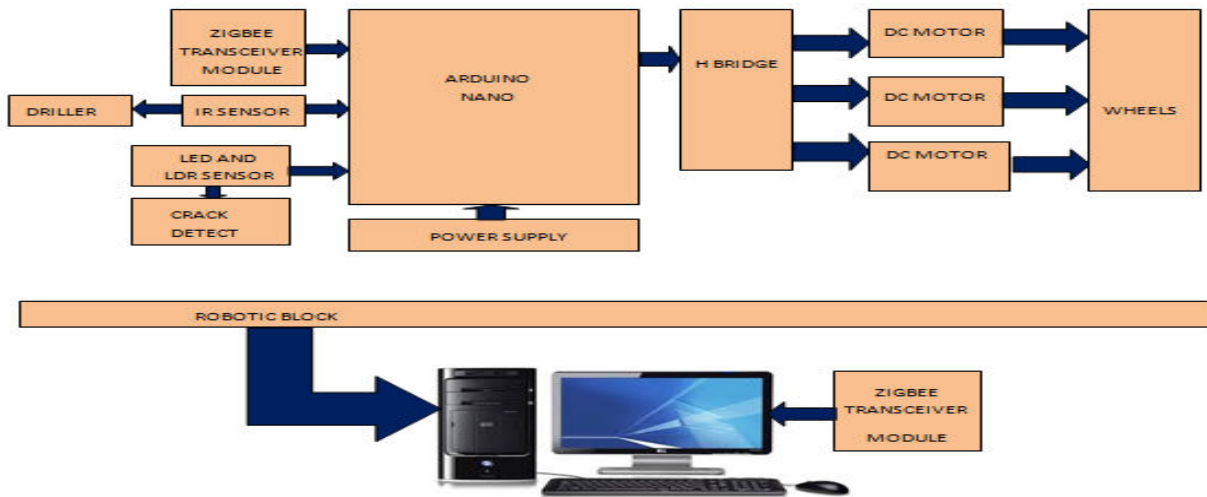 ZIGBEE
TRANSCEIVER
MODULE
DRILLER
IR SENSOR
LED AND
LDR SENSOR
CRACK
DETECT
ARDUINO
NANO
POWER SUPPLY
H BRIDGE
DC MOTOR
DC MOTOR
DC MOTOR
WHEELS
ROBOTIC BLOCK
ZIGBEE
TRANSCEIVER
MODULE